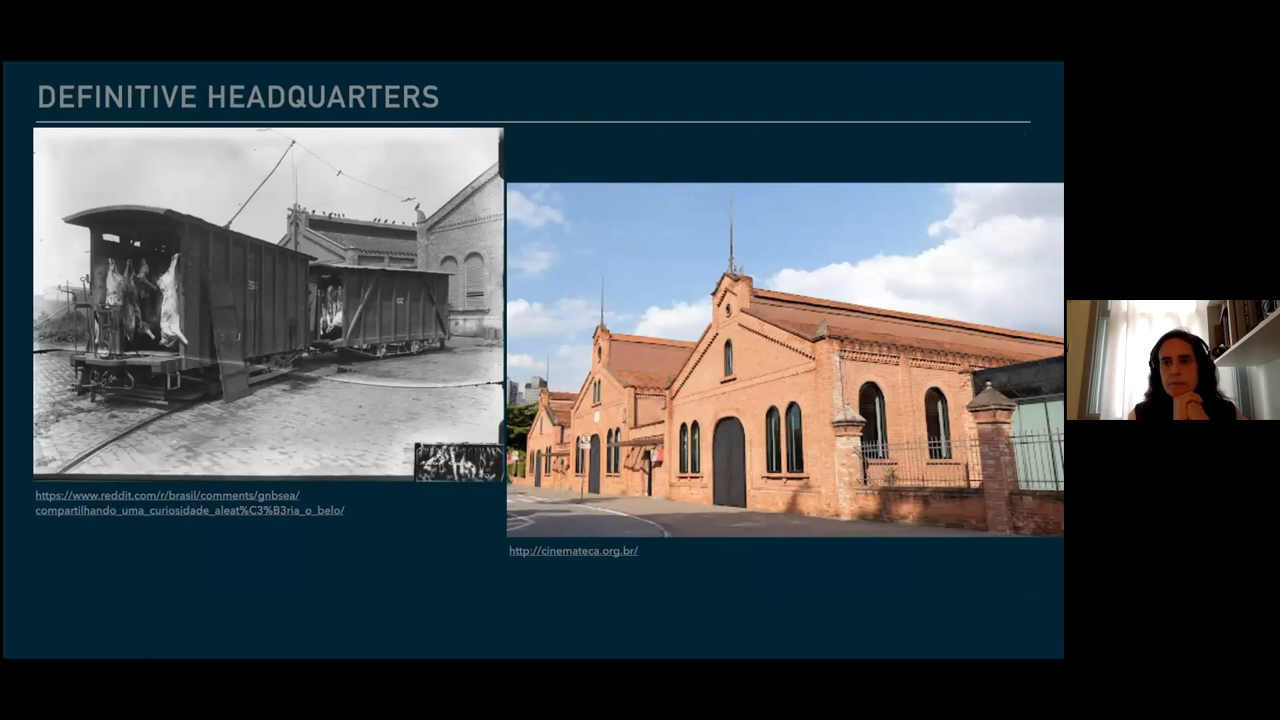 DEFINITIVE HEADQUARTERS
https://www.reddit.com/r/brasil/comments/gnbsea/
compartilhando_uma_curiosidade_aleat%C3%B3ria_o_belo/
http://cinemateca.org.br/